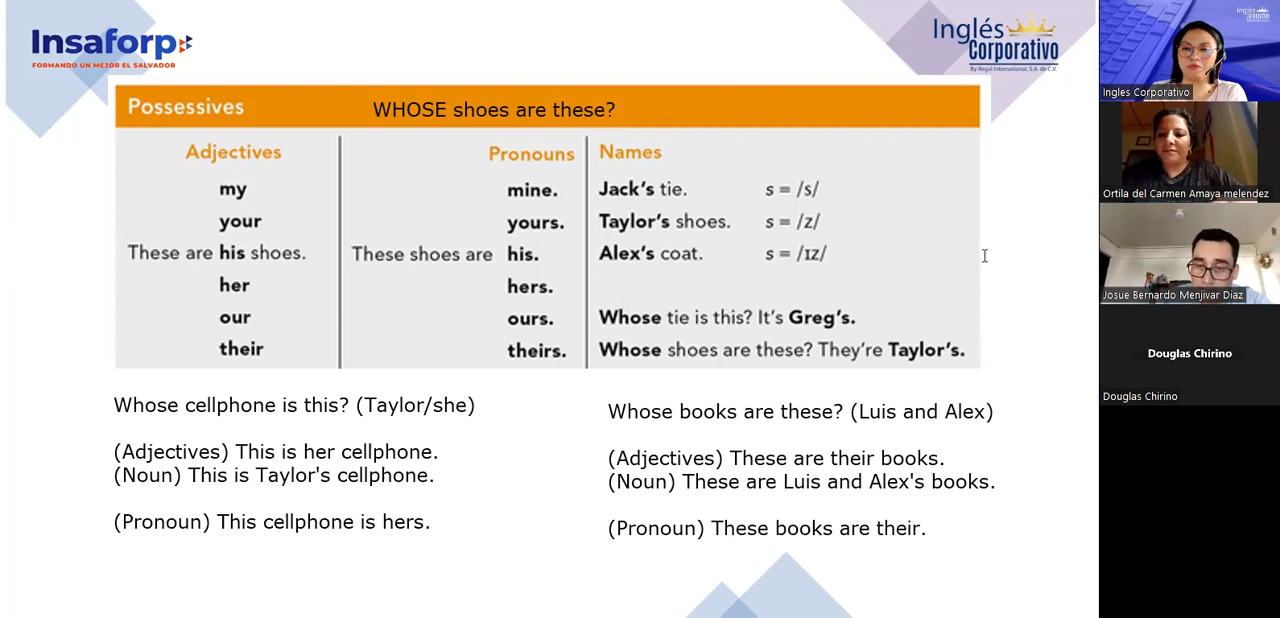 Insaforp
FORMANDO UN MEJOR EL SALVADOR
Inglés
Corporativo
By Regal International, S.A. de C.V.
Possessives
WHOSE shoes are these?
Adjectives
my
your
These are his shoes.
her
our
their
Pronouns
mine.
yours.
These shoes are his.
hers.
ours.
theirs.
Names
Jack's tie. s = /s/
Taylor's shoes. s = /z/
Alex's coat. s = /ɪz/
Whose tie is this? It's Greg's.
Whose shoes are these? They're Taylor's.
Whose cellphone is this? (Taylor/she)
(Adjectives) This is her cellphone.
(Noun) This is Taylor's cellphone.
(Pronoun) This cellphone is hers.
Whose books are these? (Luis and Alex)
(Adjectives) These are their books.
(Noun) These are Luis and Alex's books.
(Pronoun) These books are their.
Ingles Corporativo
Ortila del Carmen Amaya melendez
Josue Bernardo Menjivar Diaz
Douglas Chirino
Douglas Chirino